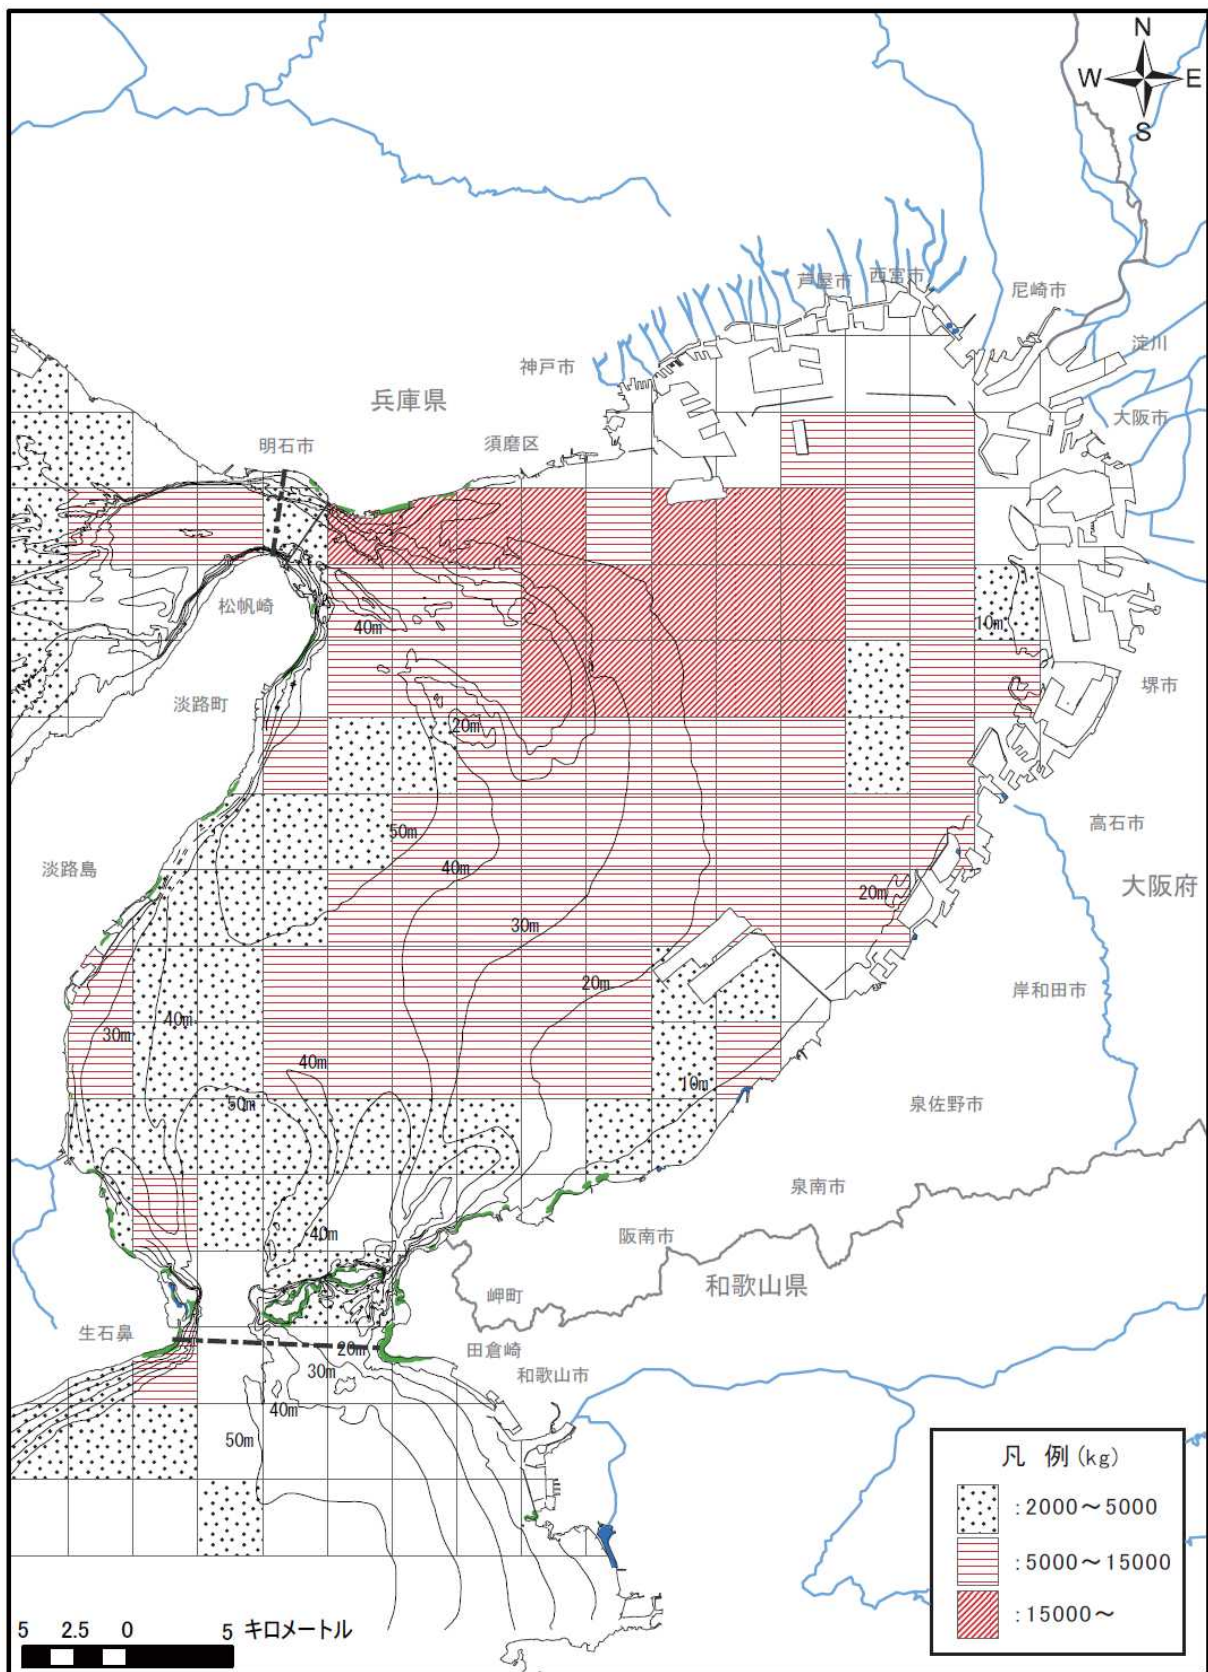 N
W E
S
芦屋市
西宮市
尼崎市
淀川
神戸市
兵庫県
大阪市
明石市
須磨区
松帆崎
40m
10m
淡路町
20m
堺市
50m
高石市
淡路島
40m
20m
大阪府
30m
20m
岸和田市
40m
30m
40m
10m
50m
泉佐野市
泉南市
40m
阪南市
和歌山県
岬町
生石鼻
20m
田倉崎
30m
和歌山市
40m
50m
凡 例(kg)
:2000～5000
:5000～15000
:15000～
5 2.5 0 5 キロメートル